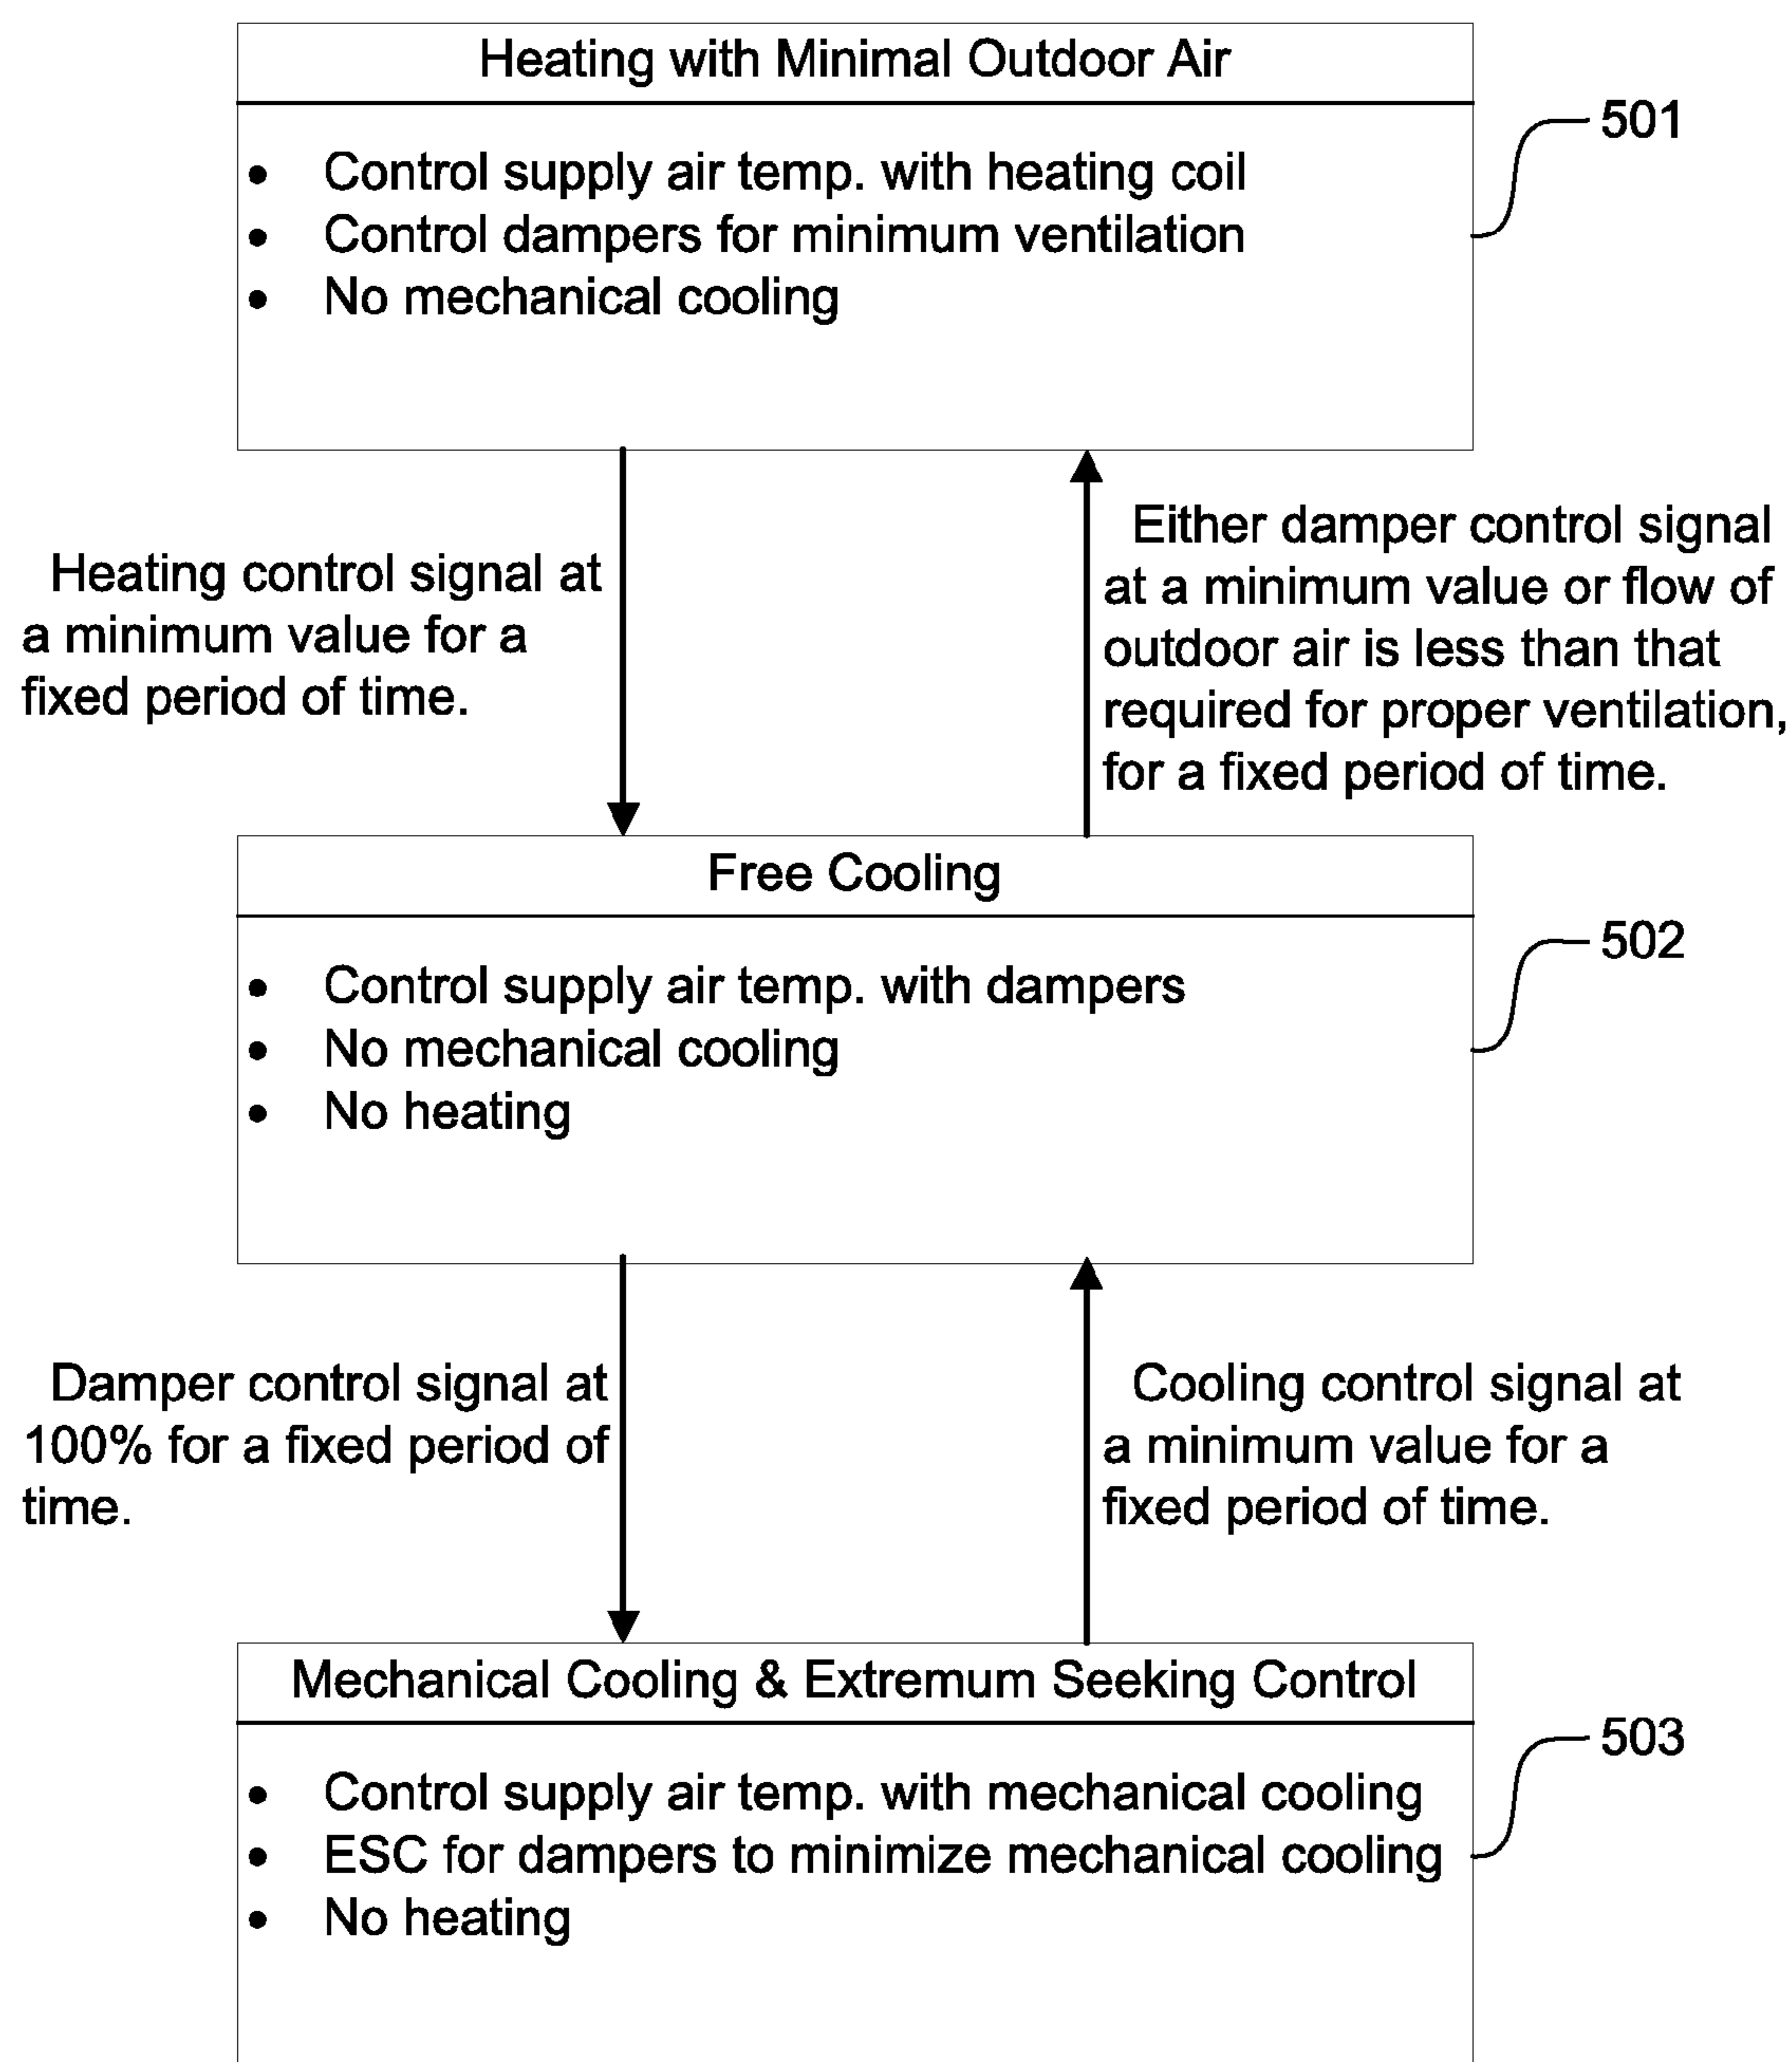 Heating with Minimal Outdoor Air
501
• Control supply air temp. with heating coil
• Control dampers for minimum ventilation
• No mechanical cooling
Heating control signal at
a minimum value for a
fixed period of time.
Either damper control signal
at a minimum value or flow of
outdoor air is less than that
required for proper ventilation,
for a fixed period of time.
Free Cooling
502
• Control supply air temp. with dampers
• No mechanical cooling
• No heating
Damper control signal at
100% for a fixed period of
time.
Cooling control signal at
a minimum value for a
fixed period of time.
Mechanical Cooling & Extremum Seeking Control
503
• Control supply air temp. with mechanical cooling
• ESC for dampers to minimize mechanical cooling
• No heating